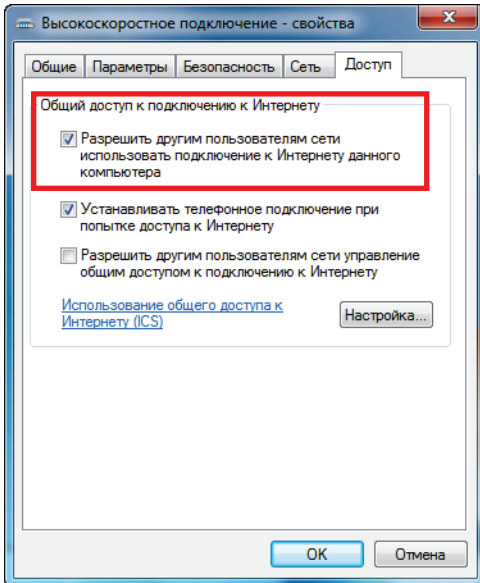 Высокоскоростное подключение - свойства
Общие Параметры Безопасность Сеть Доступ
Общий доступ к подключению к Интернету
Разрешить другим пользователям сети
использовать подключение к Интернету данного
компьютера
Устанавливать телефонное подключение при
попытке доступа к Интернету
Разрешить другим пользователям сети управление
общим доступом к подключению к Интернету
Использование общего доступа к
Интернету (ICS)
Настройка...
OK Отмена